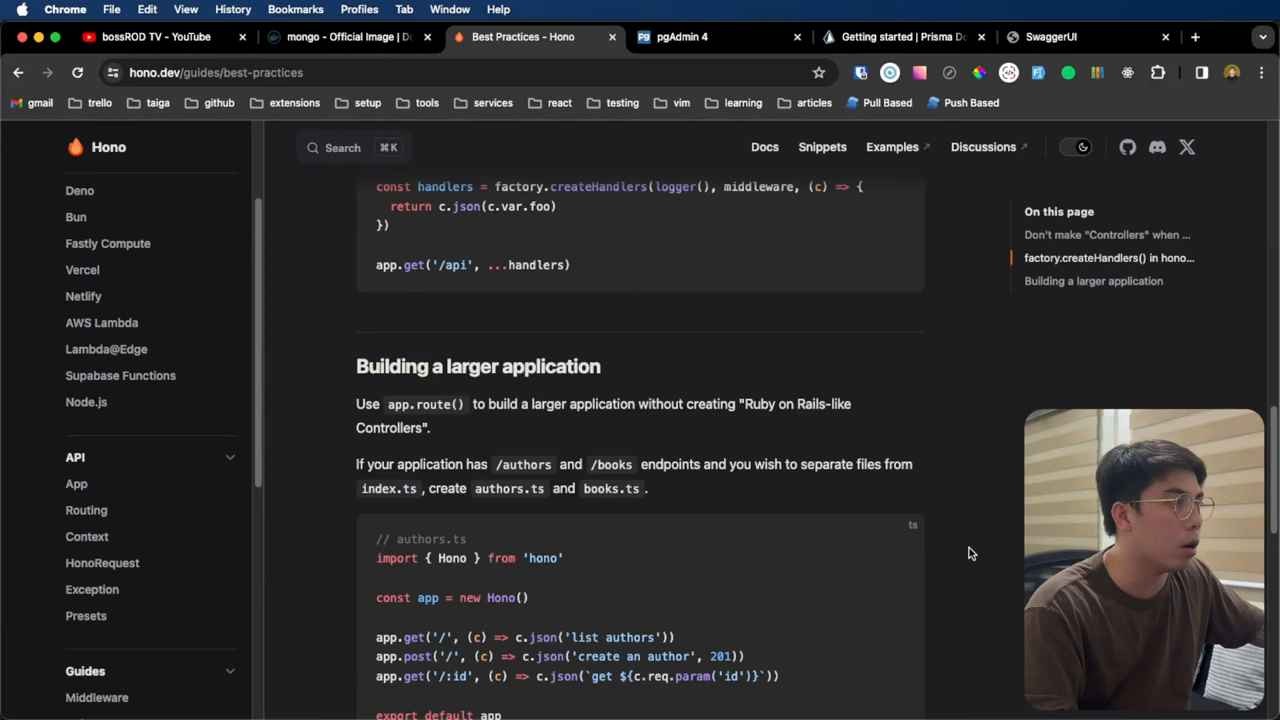 Chrome File Edit View History Bookmarks Profiles Tab Window Help
bossROD TV - YouTube
mongo - Official Image | Do
Best Practices - Hono
pgAdmin 4
Getting started | Prisma Do
SwaggerUI
hono.dev/guides/best-practices
gmail trello taiga github extensions setup tools services react testing vim learning articles Pull Based Push Based
Hono
Search ⌘K
Docs Snippets Examples Discussions
Deno
Bun
Fastly Compute
Vercel
Netlify
AWS Lambda
Lambda@Edge
Supabase Functions
Node.js
API
App
Routing
Context
HonoRequest
Exception
Presets
Guides
Middleware
const handlers = factory.createHandlers(logger(), middleware, (c) => {
return c.json(c.var.foo)
})
app.get('/api', ...handlers)
Building a larger application
Use app.route() to build a larger application without creating "Ruby on Rails-like
Controllers".
If your application has /authors and /books endpoints and you wish to separate files from
index.ts, create authors.ts and books.ts.
ts
// authors.ts
import { Hono } from 'hono'
const app = new Hono()
app.get('/', (c) => c.json('list authors'))
app.post('/', (c) => c.json('create an author', 201))
app.get('/:id', (c) => c.json(`get ${c.req.param('id')}`))
export default app
On this page
Don't make "Controllers" when ...
factory.createHandlers() in hono...
Building a larger application